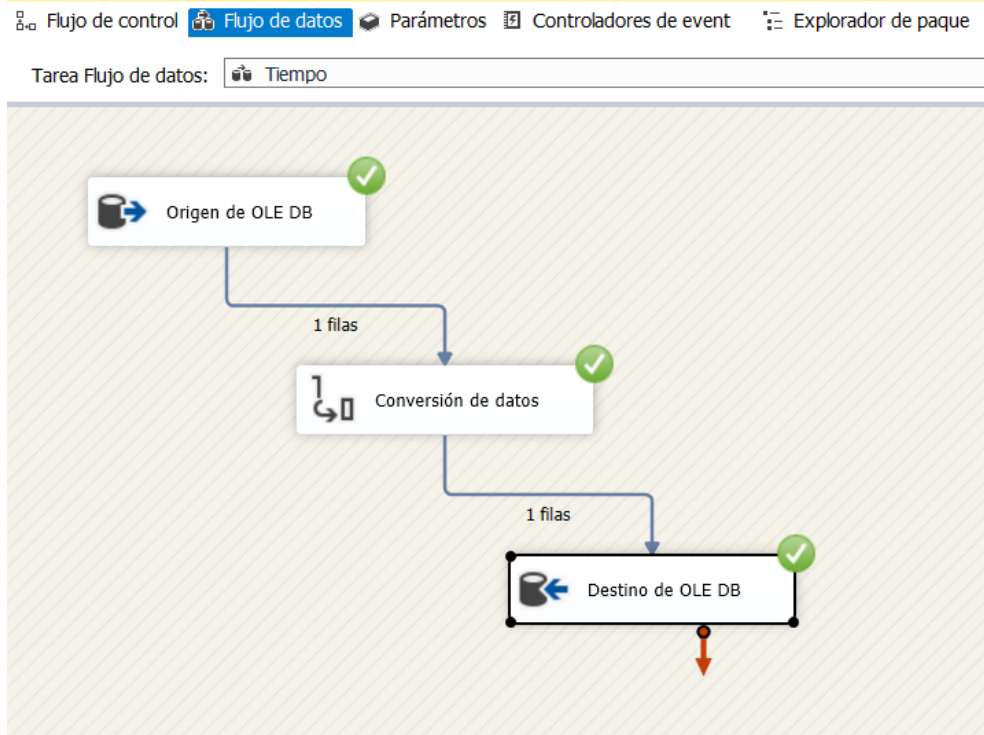 Flujo de control Flujo de datos Parámetros Controladores de event Explorador de paque
Tarea Flujo de datos: Tiempo
Origen de OLE DB
1 filas
Conversión de datos
1 filas
Destino de OLE DB